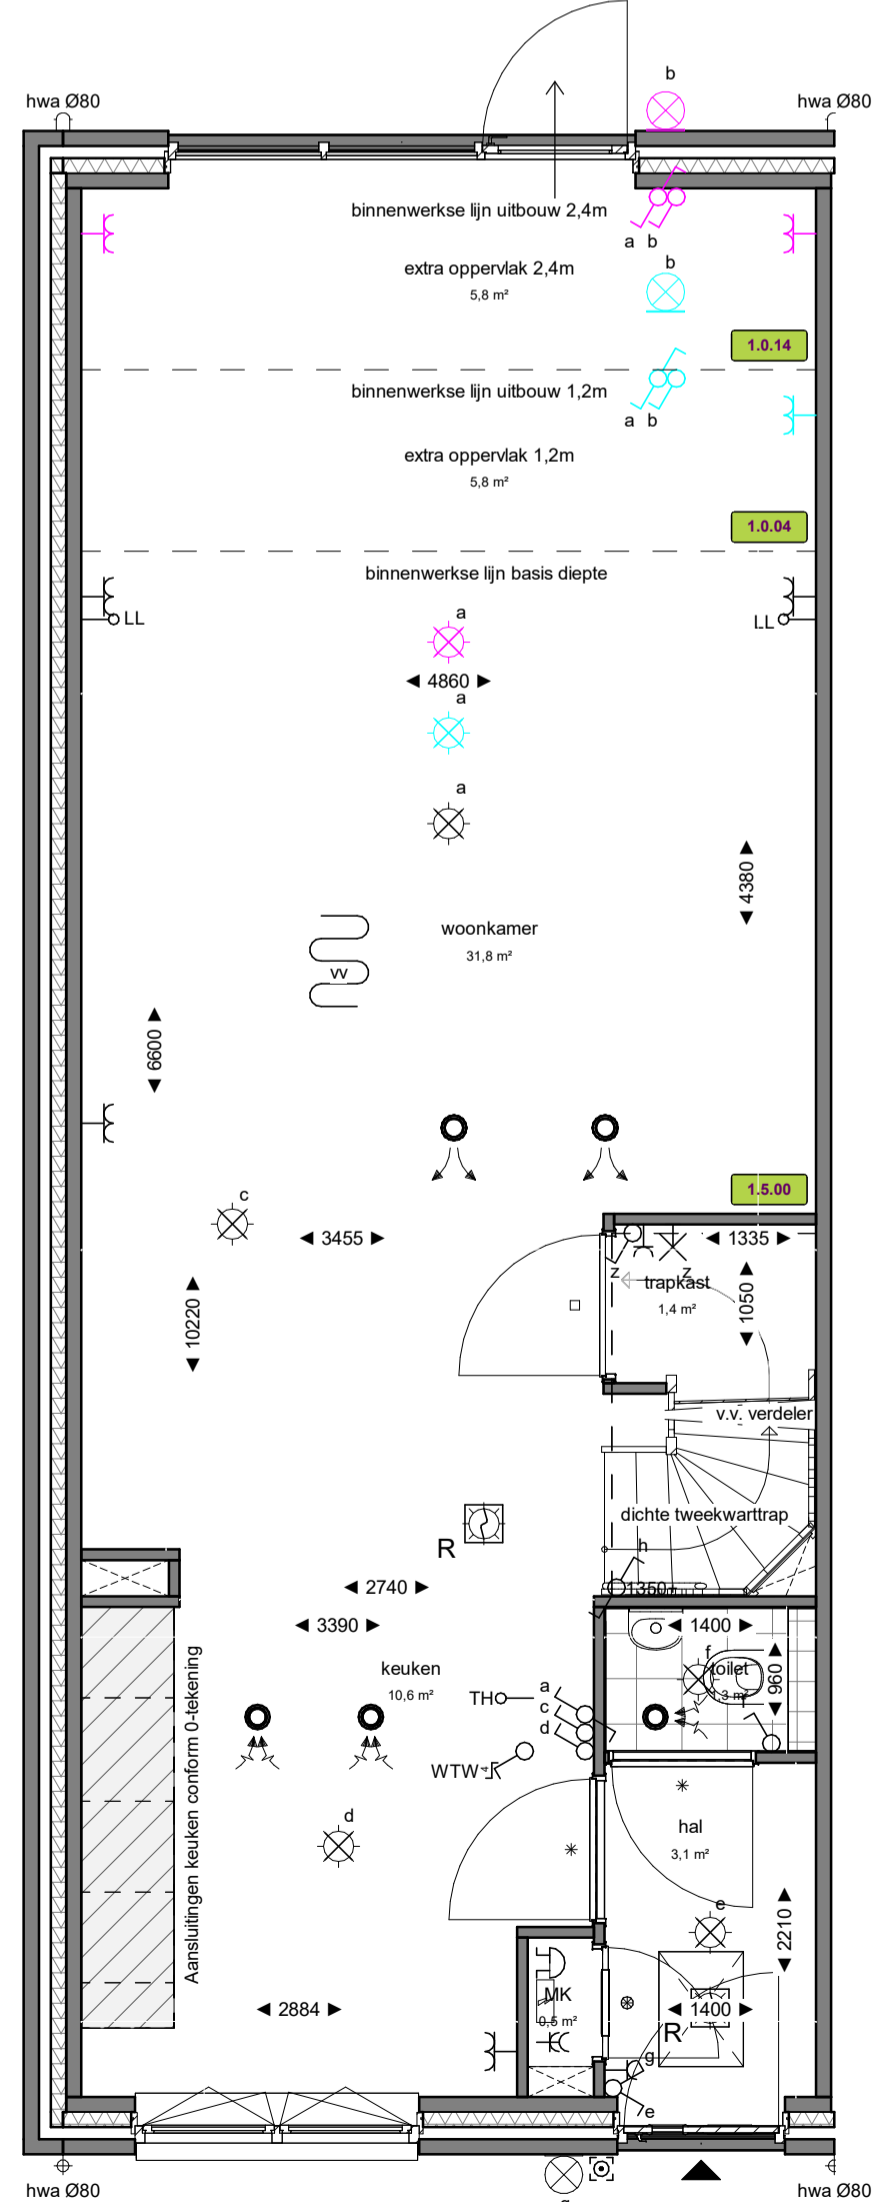 b
hwa Ø80
hwa Ø80
binnenwerkse lijn uitbouw 2,4m
a b
extra oppervlak 2,4m
b
5,8 m²
1.0.14
binnenwerkse lijn uitbouw 1,2m
a b
extra oppervlak 1,2m
5,8 m²
1.0.04
binnenwerkse lijn basis diepte
LL
LL
a
4860
a
a
4380
woonkamer
31,8 m²
vv
6600
1.5.00
c
3455
1335
z
z
trapkast
1,4 m²
1050
10220
v.v. verdeler
dichte tweekwarttrap
h
R
2740
1350
3390
1400
f
toilet
960
keuken
10,6 m²
Aansluitingen keuken conform 0-tekening
TH
a
c
d
WTW
d
hal
3,1 m²
e
2210
MK
0,5 m²
2884
1400
R
g
e
hwa Ø80
hwa Ø80